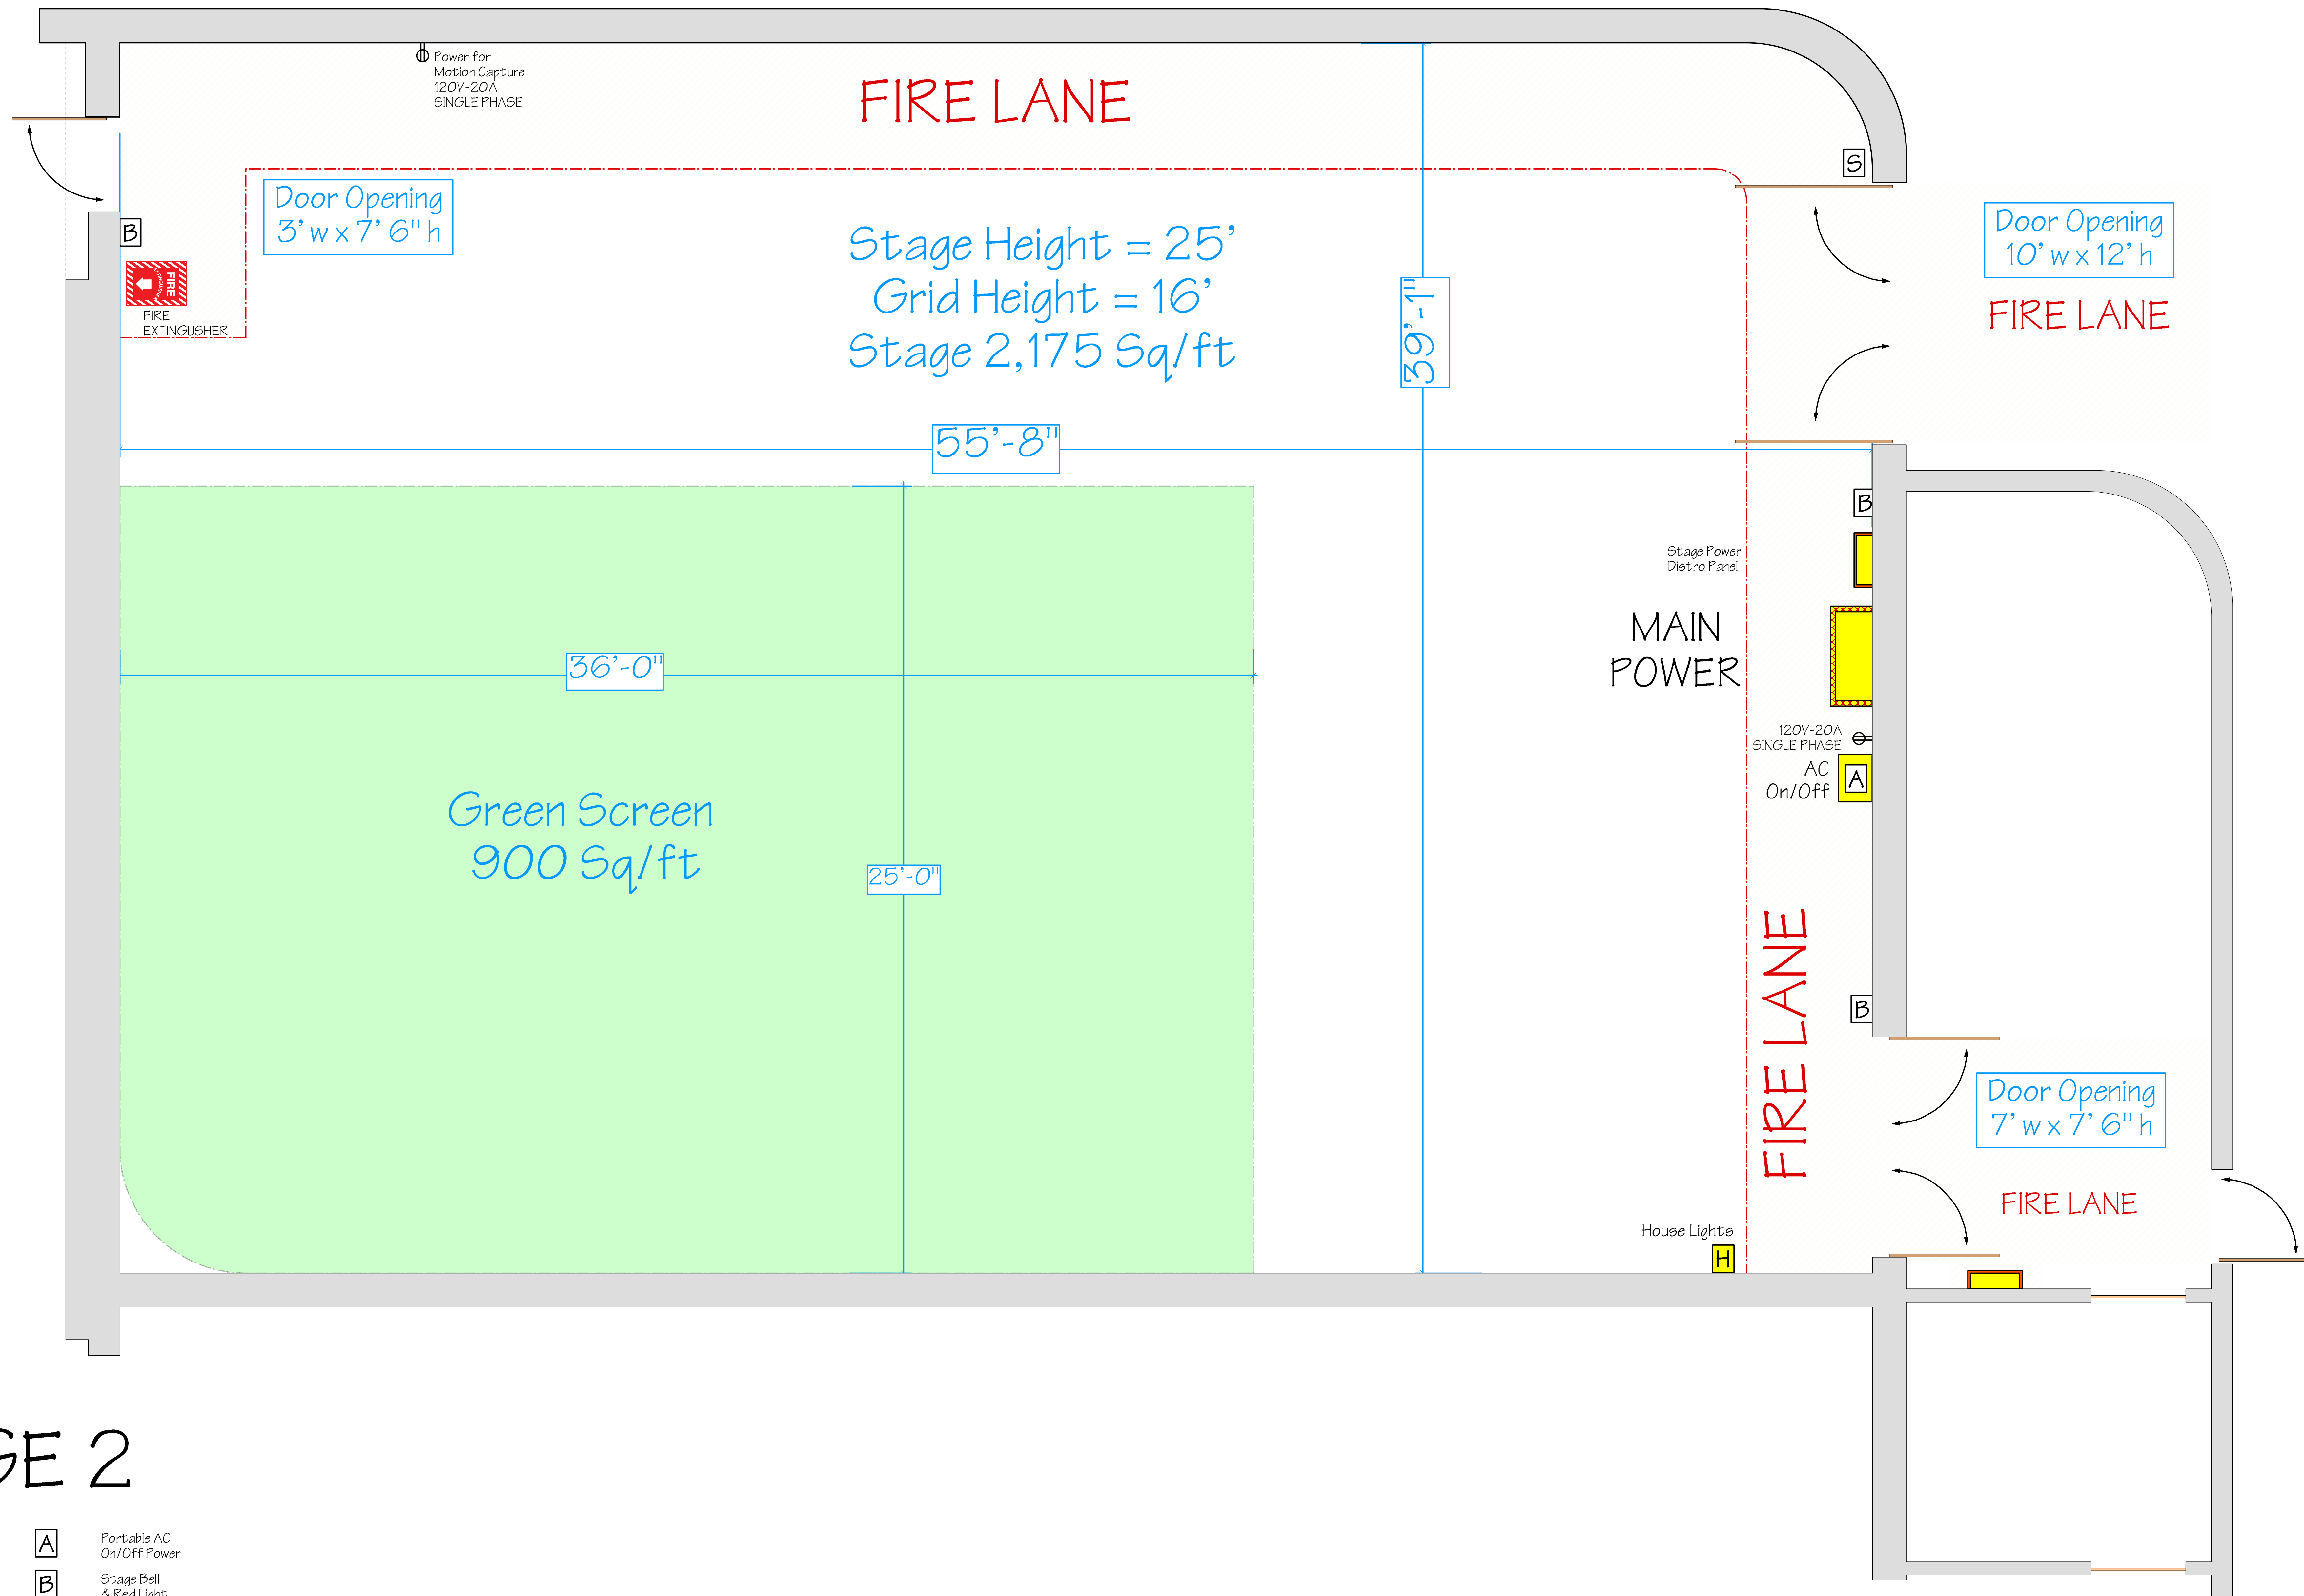 Power for
Motion Capture
120V-20A
SINGLE PHASE
FIRE LANE
S
B
FIRE
FIRE
EXTINGUSHER
Door Opening
3' w x 7' 6" h
Stage Height = 25'
Grid Height = 16'
Stage 2,175 Sq/ft
39'-1"
Door Opening
10' w x 12' h
FIRE LANE
55'-8"
B
Stage Power
Distro Panel
MAIN
POWER
36'-0"
120V-20A
SINGLE PHASE
AC
On/Off
A
Green Screen
900 Sq/ft
25'-0"
FIRE LANE
B
Door Opening
7' w x 7' 6" h
FIRE LANE
House Lights
H
GE 2
A
Portable AC
On/Off Power
B
Stage Bell
& Red Light